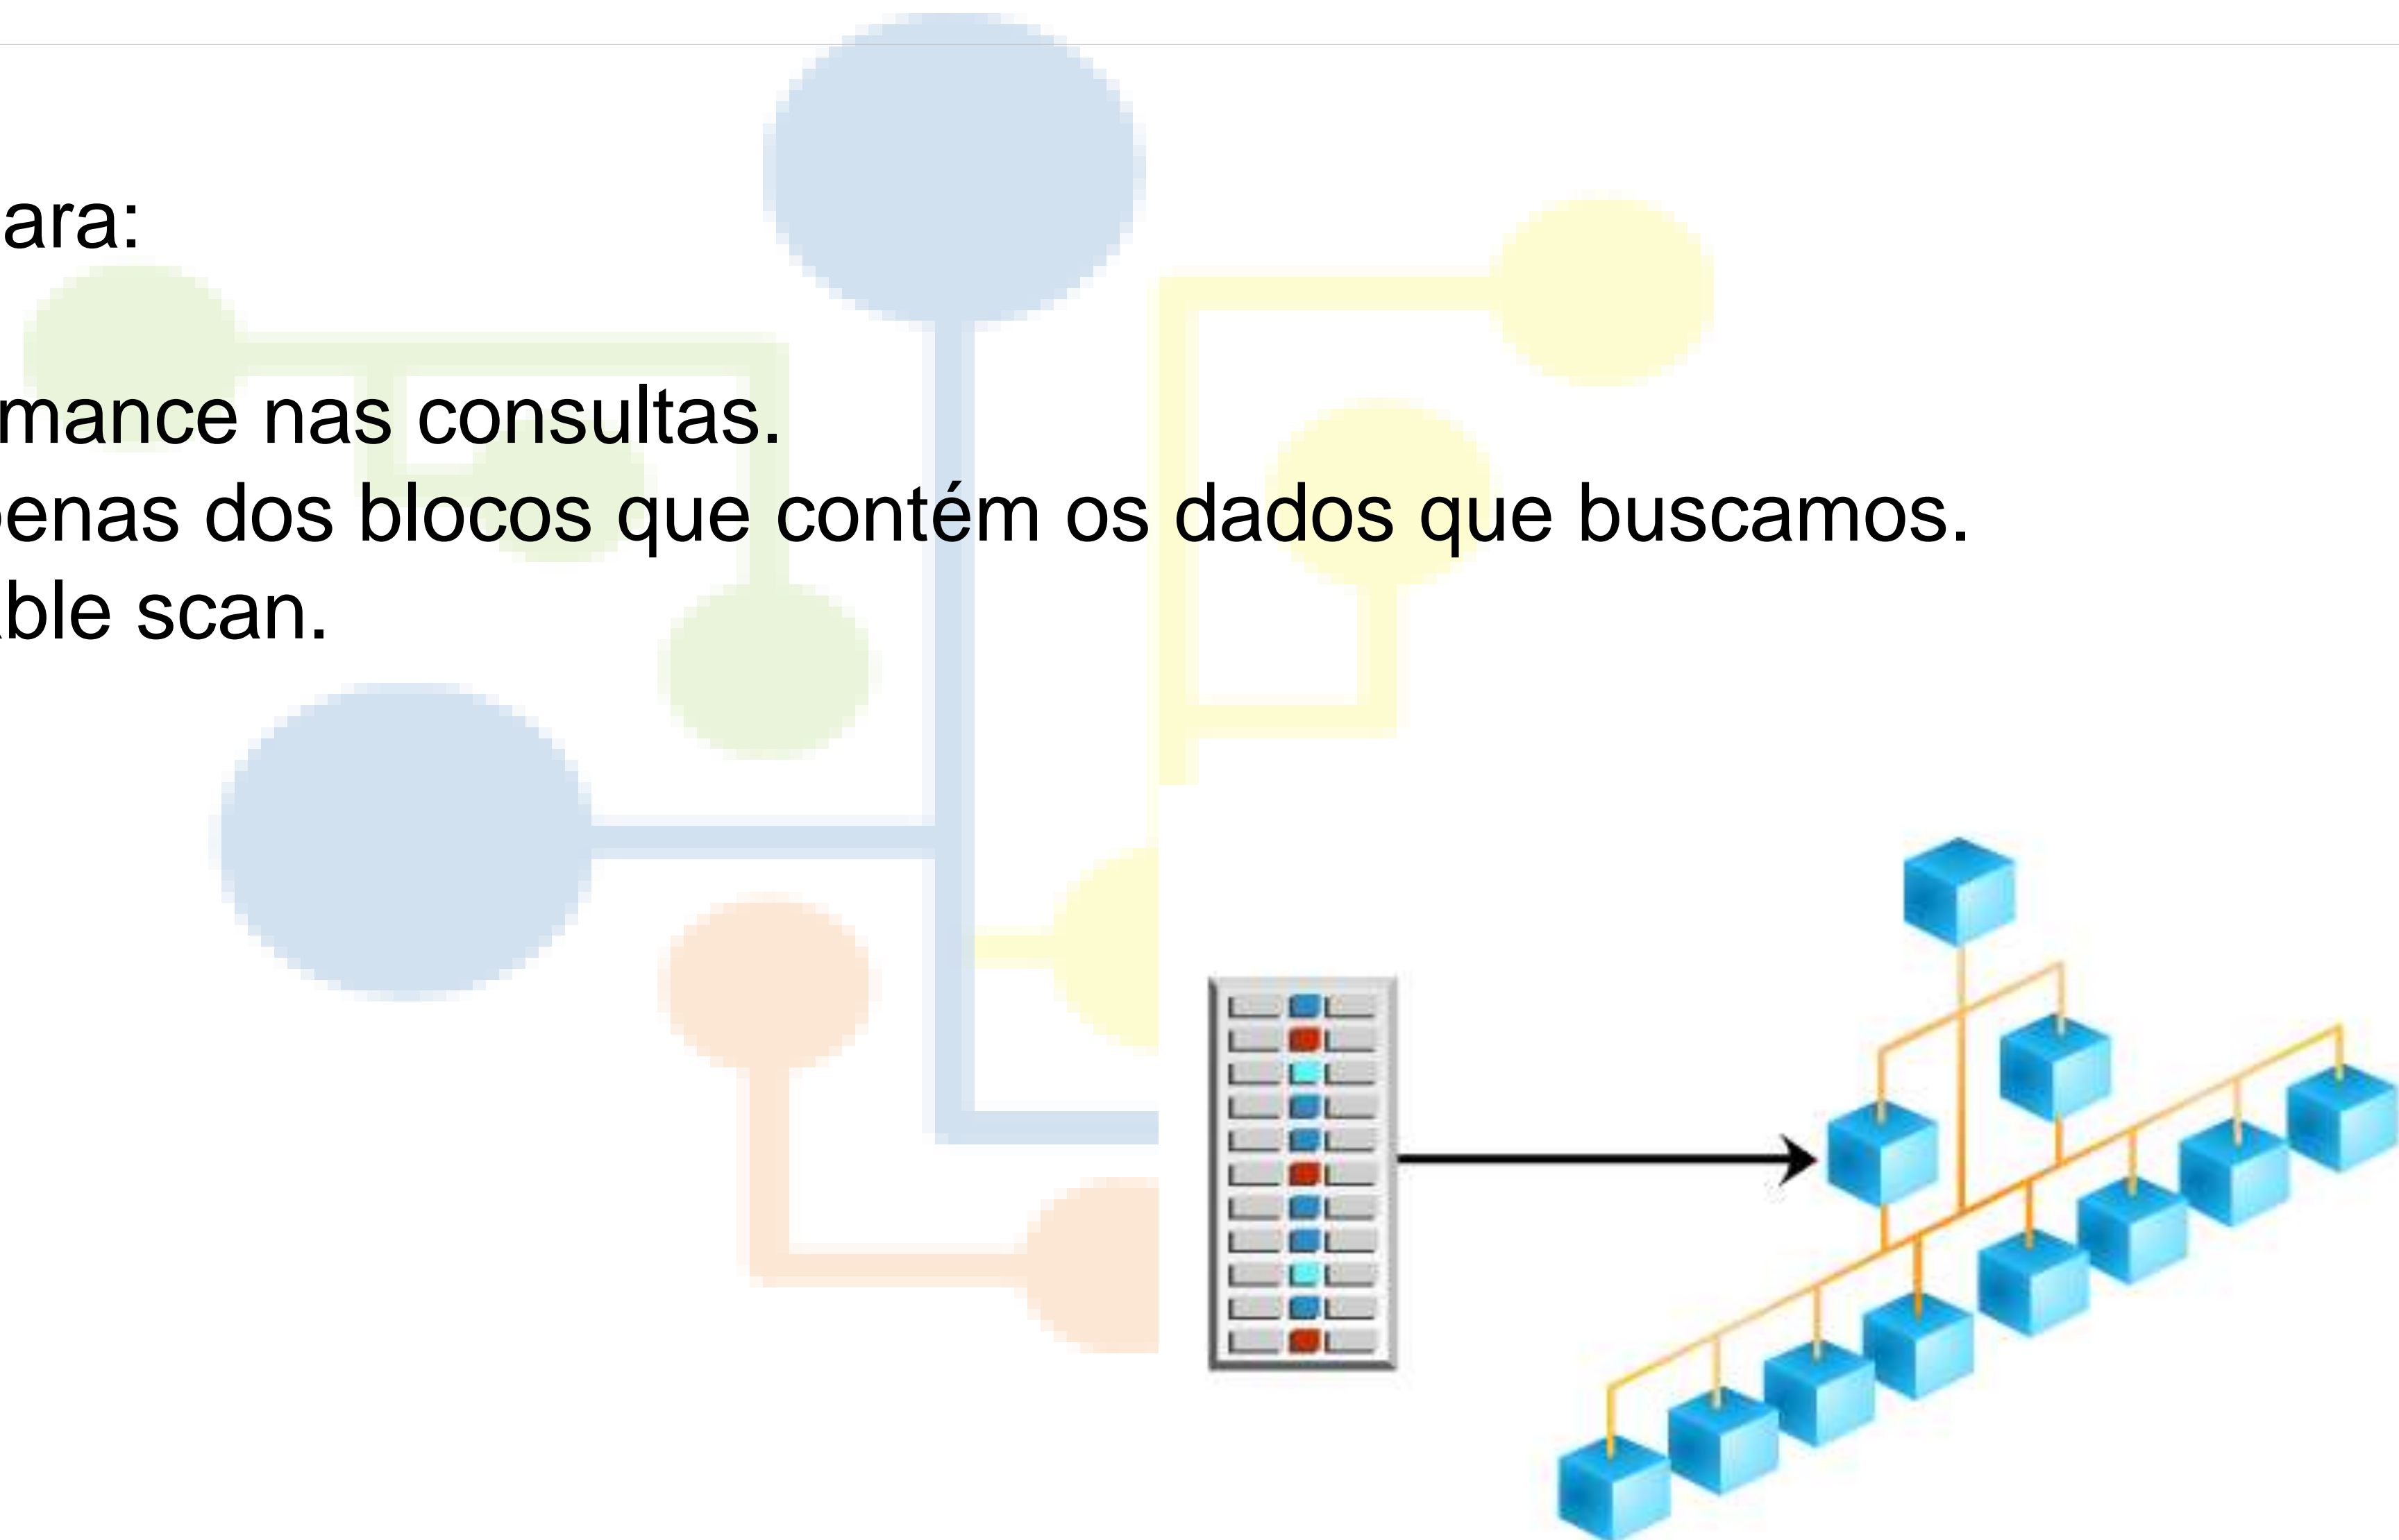 ara:
mance nas consultas.
enas dos blocos que contém os dados que buscamos.
ble scan.